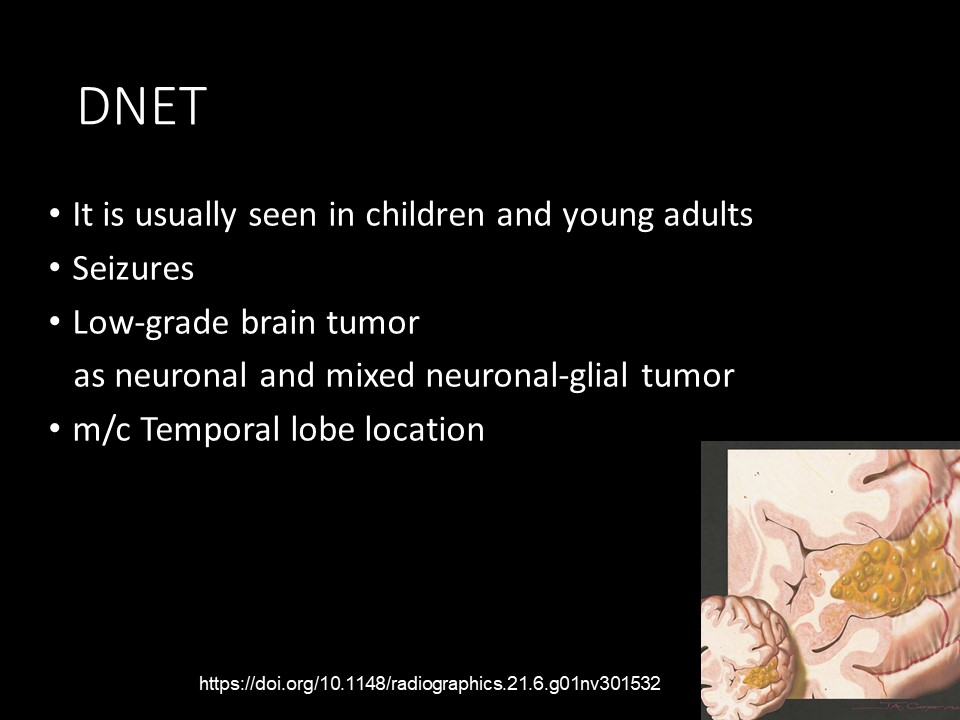 DNET
• It is usually seen in children and young adults
• Seizures
• Low-grade brain tumor
as neuronal and mixed neuronal-glial tumor
• m/c Temporal lobe location
https://doi.org/10.1148/radiographics.21.6.g01nv301532